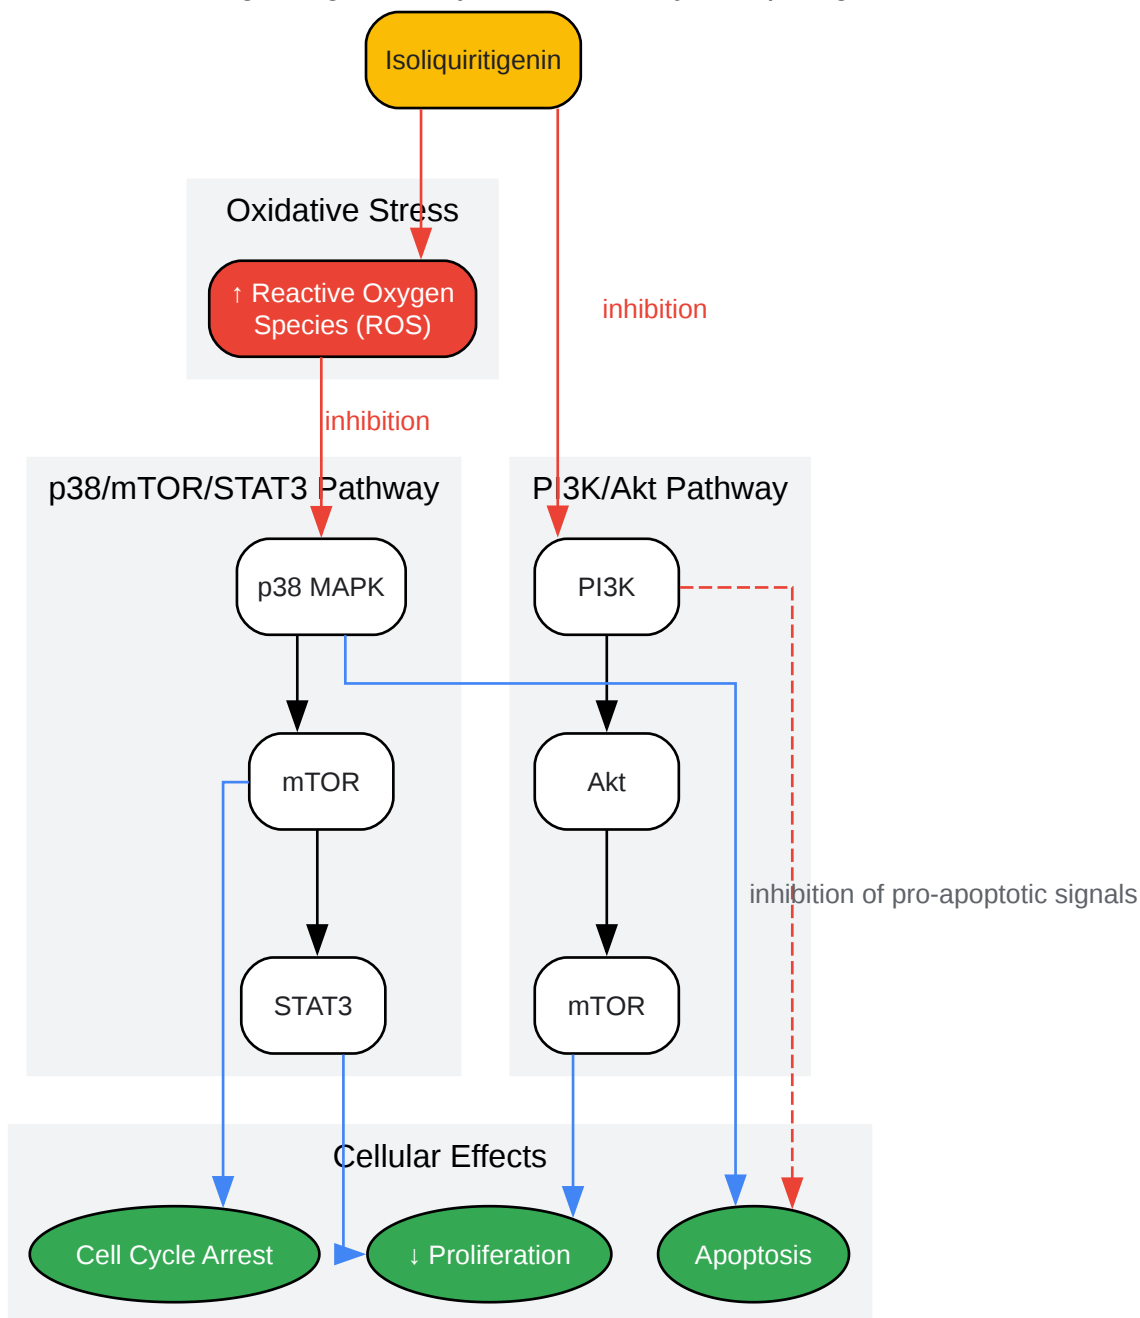 Isoliquiritigenin
Oxidative Stress
↑ Reactive Oxygen
Species (ROS)
inhibition
inhibition
p38/mTOR/STAT3 Pathway
PI3K/Akt Pathway
p38 MAPK
PI3K
mTOR
Akt
inhibition of pro-apoptotic signals
STAT3
mTOR
Cellular Effects
Cell Cycle Arrest
↓ Proliferation
Apoptosis